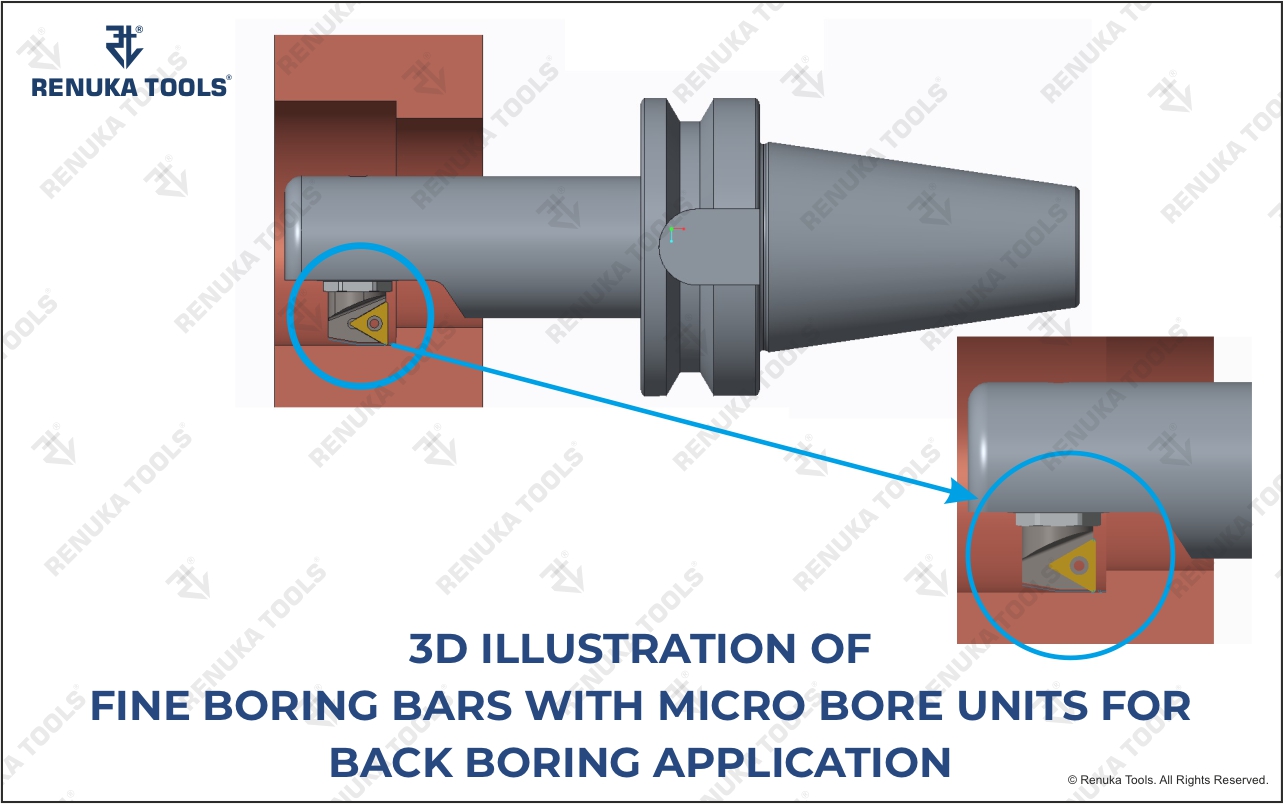 RENUKA TOOLS®
3D ILLUSTRATION OF
FINE BORING BARS WITH MICRO BORE UNITS FOR
BACK BORING APPLICATION
© Renuka Tools. All Rights Reserved.